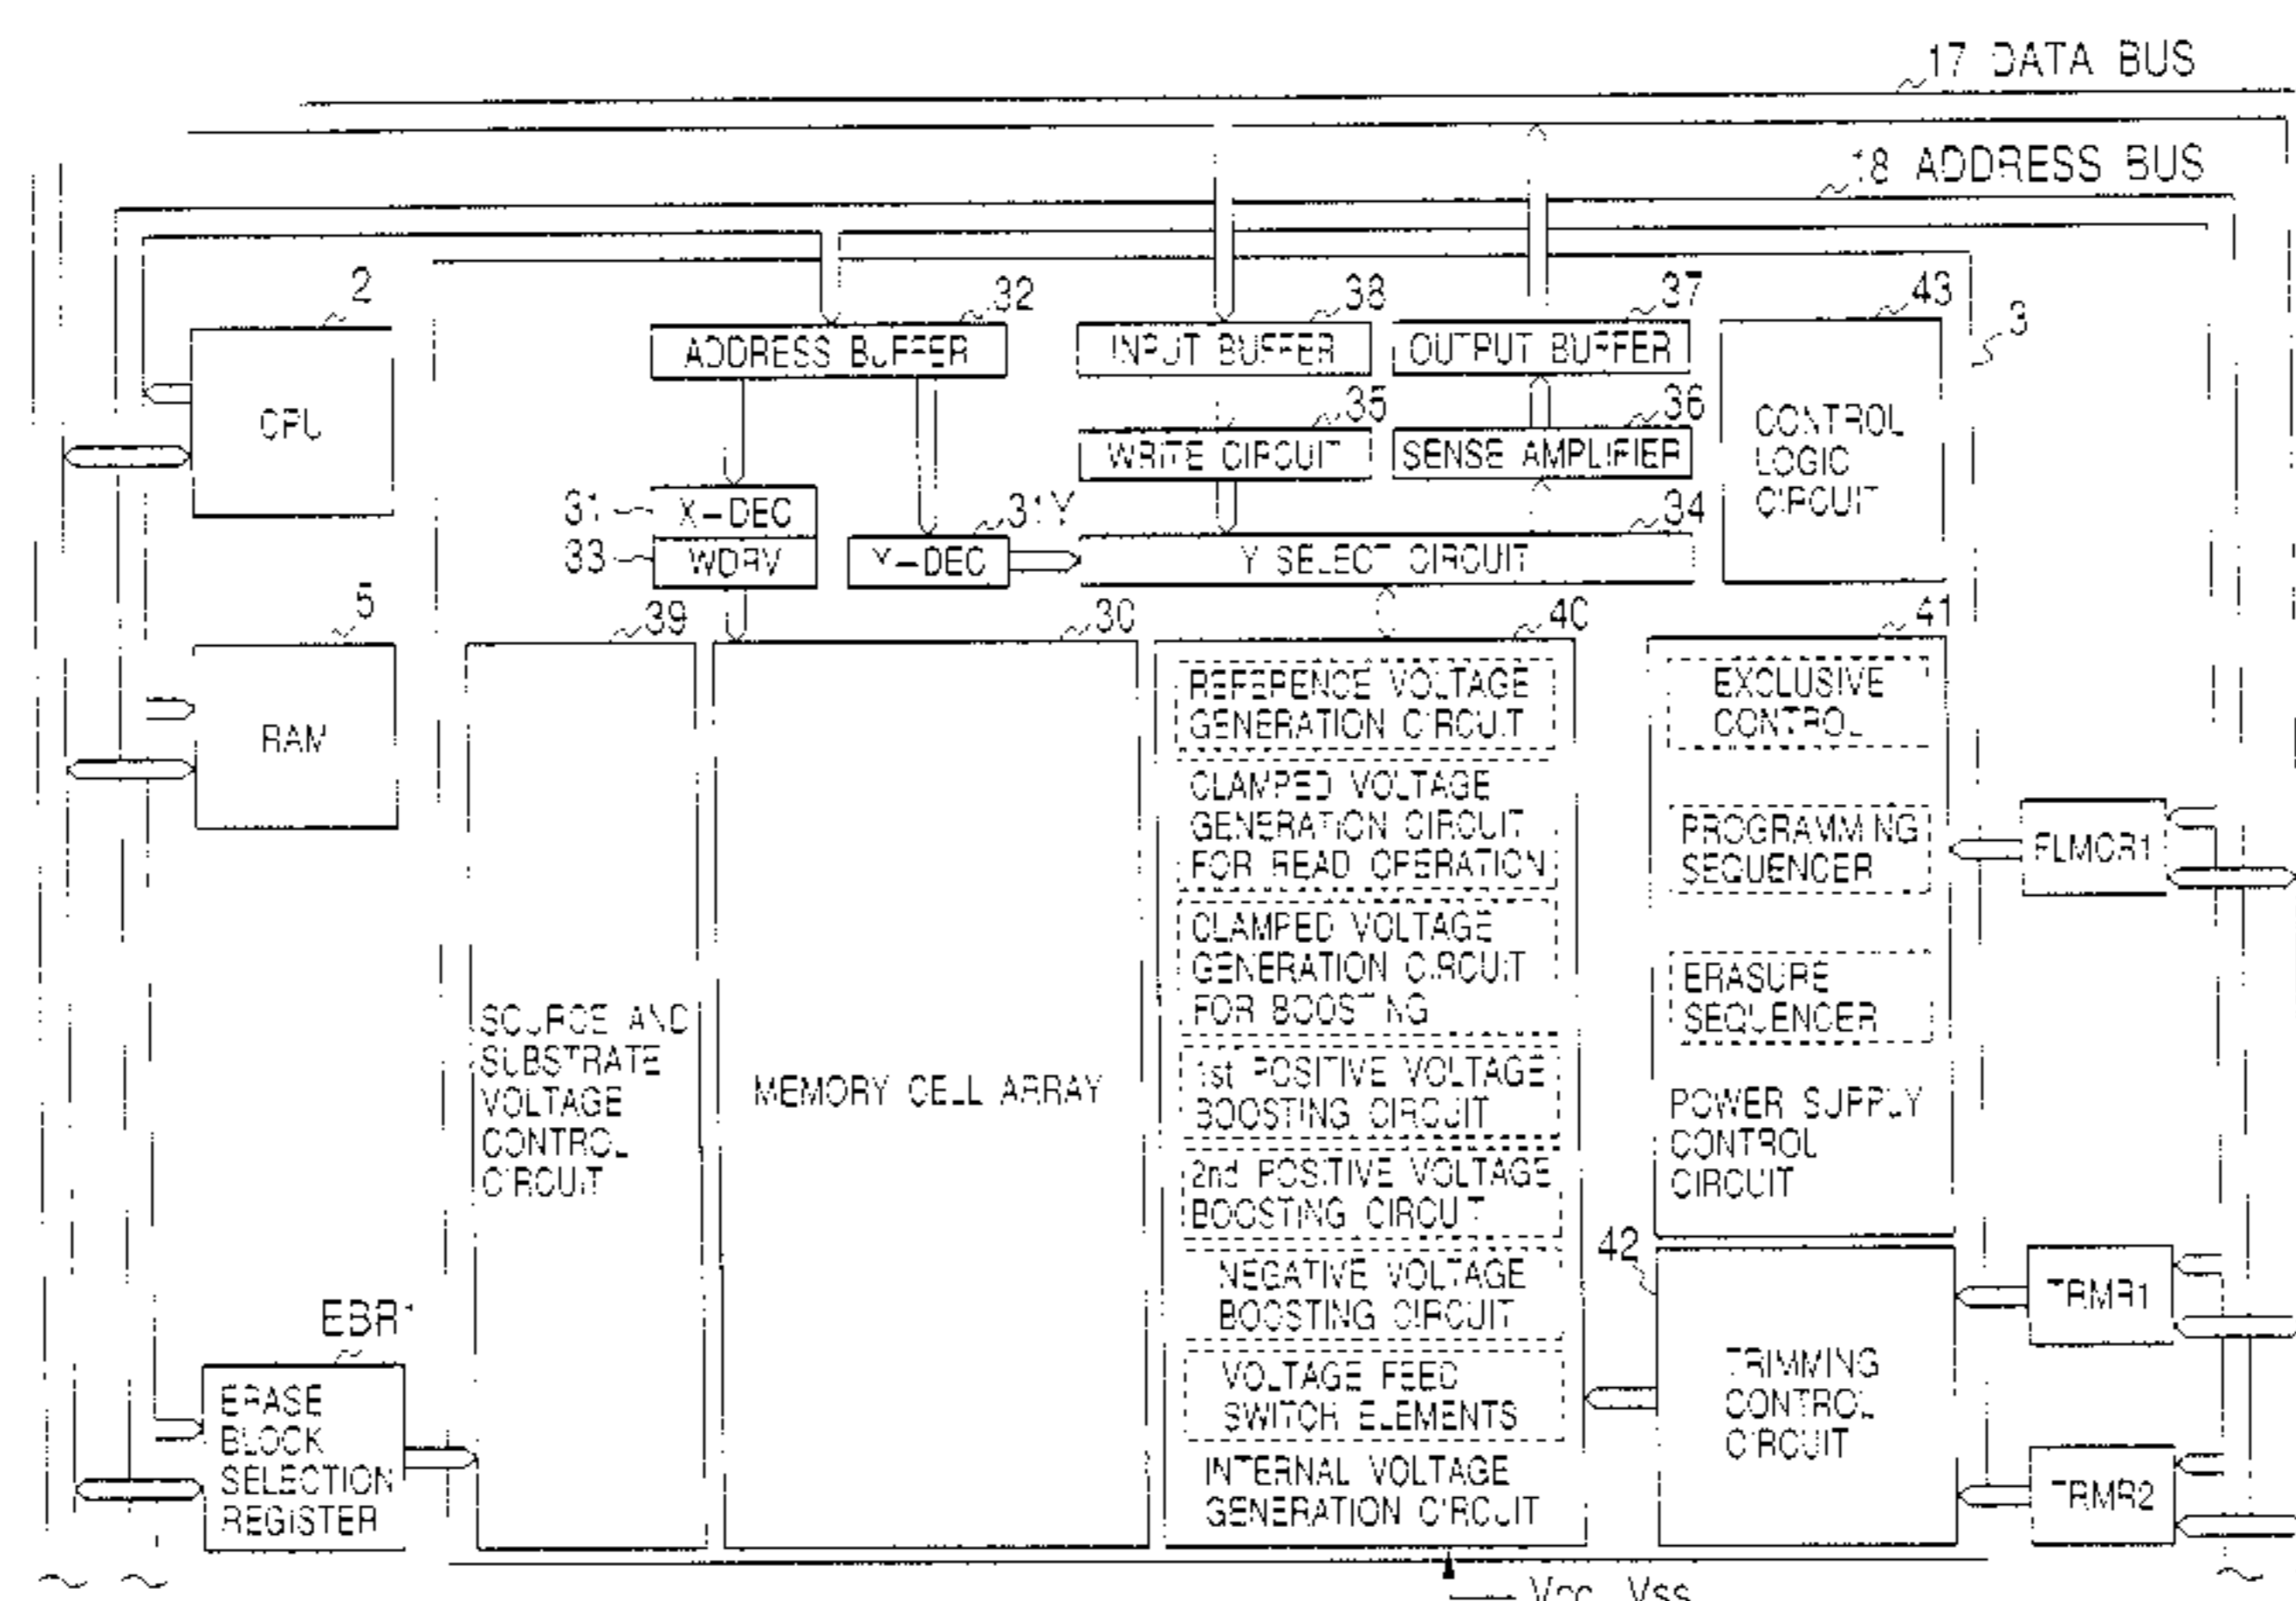 17 DATA BUS
18 ADDRESS BUS
2
32
38
37
43
3
ADDRESS BUFFER
INPUT BUFFER
OUTPUT BUFFER
CPU
35
36
CONTROL
LOGIC
CIRCUIT
WRITE CIRCUIT
SENSE AMPLIFIER
31
X-DEC
31Y
34
33
WDRV
Y-DEC
Y SELECT CIRCUIT
5
39
30
40
41
RAM
REFERENCE VOLTAGE
GENERATION CIRCUIT
EXCLUSIVE
CONTROL
CLAMPED VOLTAGE
GENERATION CIRCUIT
FOR READ OPERATION
PROGRAMMING
SEQUENCER
FLMCR1
CLAMPED VOLTAGE
GENERATION CIRCUIT
FOR BOOSTING
ERASURE
SEQUENCER
SOURCE AND
SUBSTRATE
VOLTAGE
CONTROL
CIRCUIT
MEMORY CELL ARRAY
1st POSITIVE VOLTAGE
BOOSTING CIRCUIT
POWER SUPPLY
CONTROL
CIRCUIT
2nd POSITIVE VOLTAGE
BOOSTING CIRCUIT
42
NEGATIVE VOLTAGE
BOOSTING CIRCUIT
TRMR1
EBR1
VOLTAGE FEED
SWITCH ELEMENTS
TRIMMING
CONTROL
CIRCUIT
ERASE
BLOCK
SELECTION
REGISTER
INTERNAL VOLTAGE
GENERATION CIRCUIT
TRMR2
Vcc, Vss